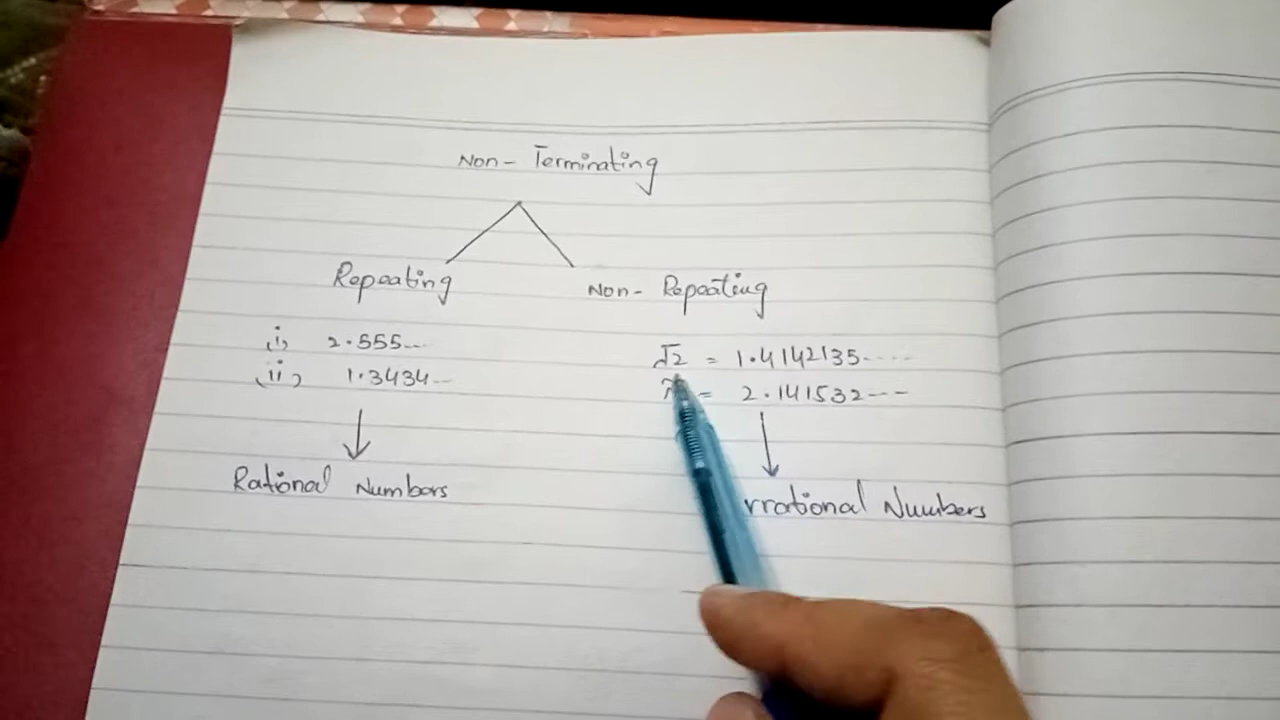 Non- Terminating
Repeating
Non- Repeating
(i) 2.555...
(ii) 1.3434...
√2 = 1.4142135.....
= 2.141532---
Rational Numbers
rrational Numbers